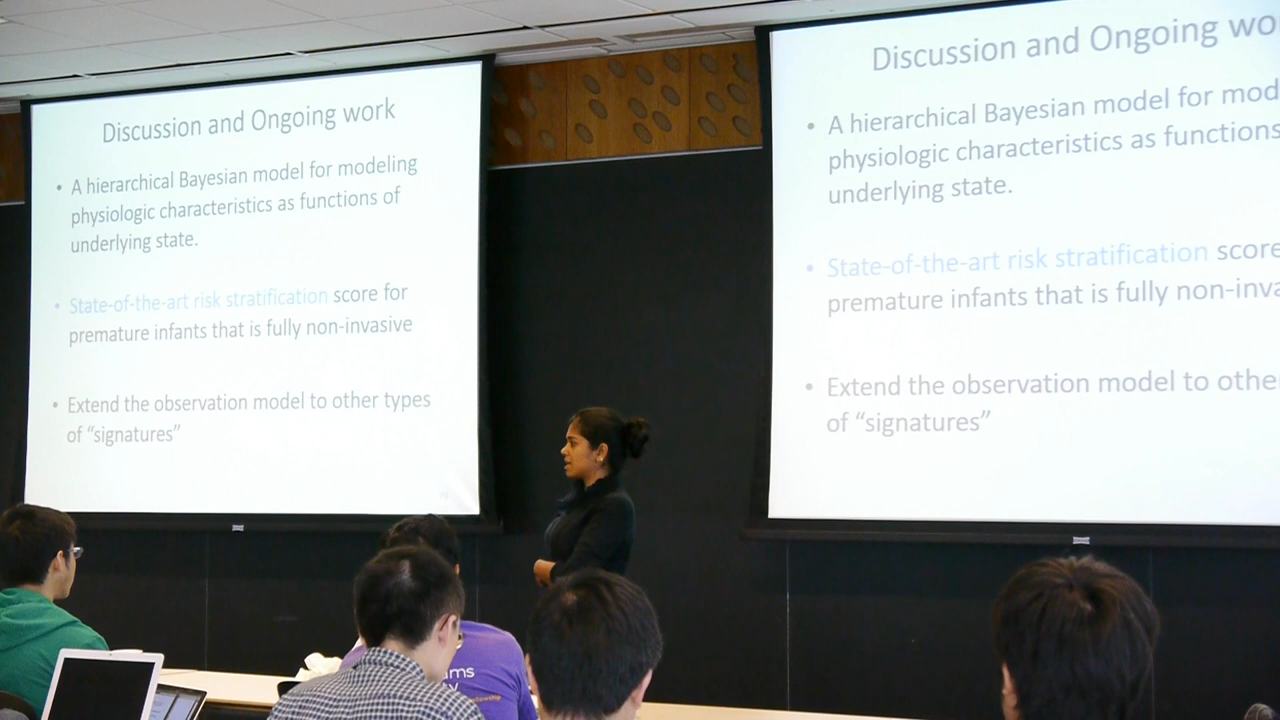 Discussion and Ongoing work
• A hierarchical Bayesian model for modeling
physiologic characteristics as functions of
underlying state.
• State-of-the-art risk stratification score for
premature infants that is fully non-invasive
• Extend the observation model to other types
of “signatures”
Discussion and Ongoing wo
• A hierarchical Bayesian model for mod
physiologic characteristics as functions
underlying state.
• State-of-the-art risk stratification score
premature infants that is fully non-inva
• Extend the observation model to othe
of “signatures”